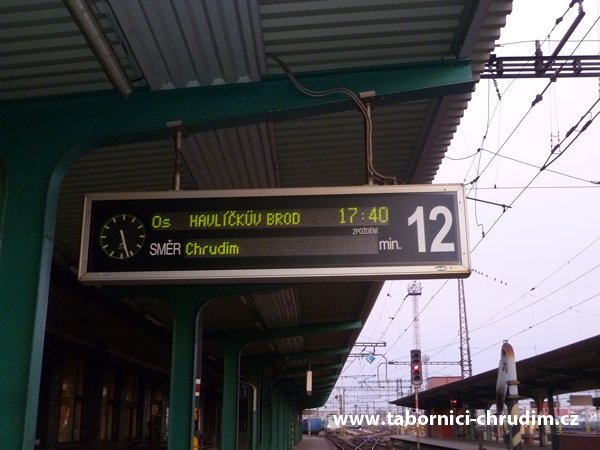 Os HAVLÍČKŮV BROD 17:40 12
ZPOŽDĚNÍ
SMĚR Chrudim min.
www.tabornici-chrudim.cz